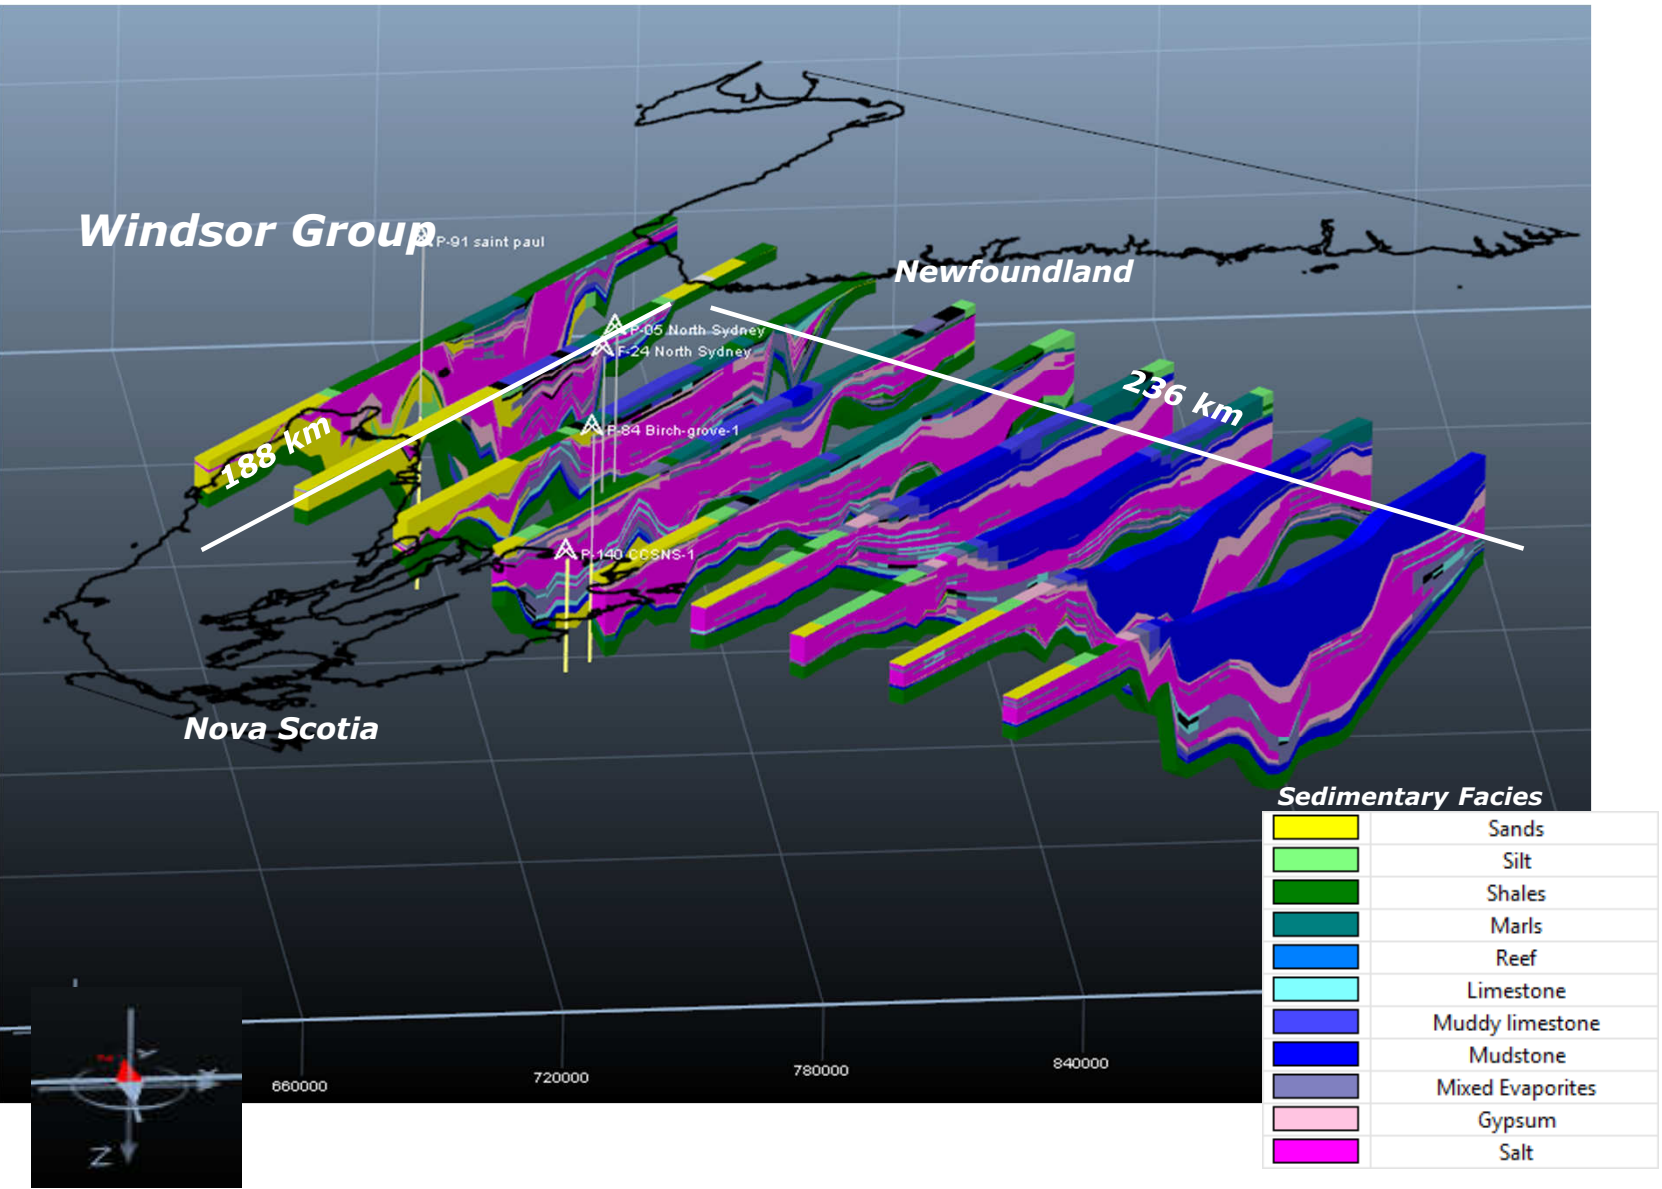 Windsor Group
P-91 saint paul
Newfoundland
P-05 North Sydney
F-24 North Sydney
236 km
188 km
P-84 Birch-grove-1
P-140 CCSNS-1
Nova Scotia
Sedimentary Facies
Sands
Silt
Shales
Marls
Reef
Limestone
Muddy limestone
Mudstone
Mixed Evaporites
Gypsum
Salt
660000
720000
780000
840000
Y
X
Z